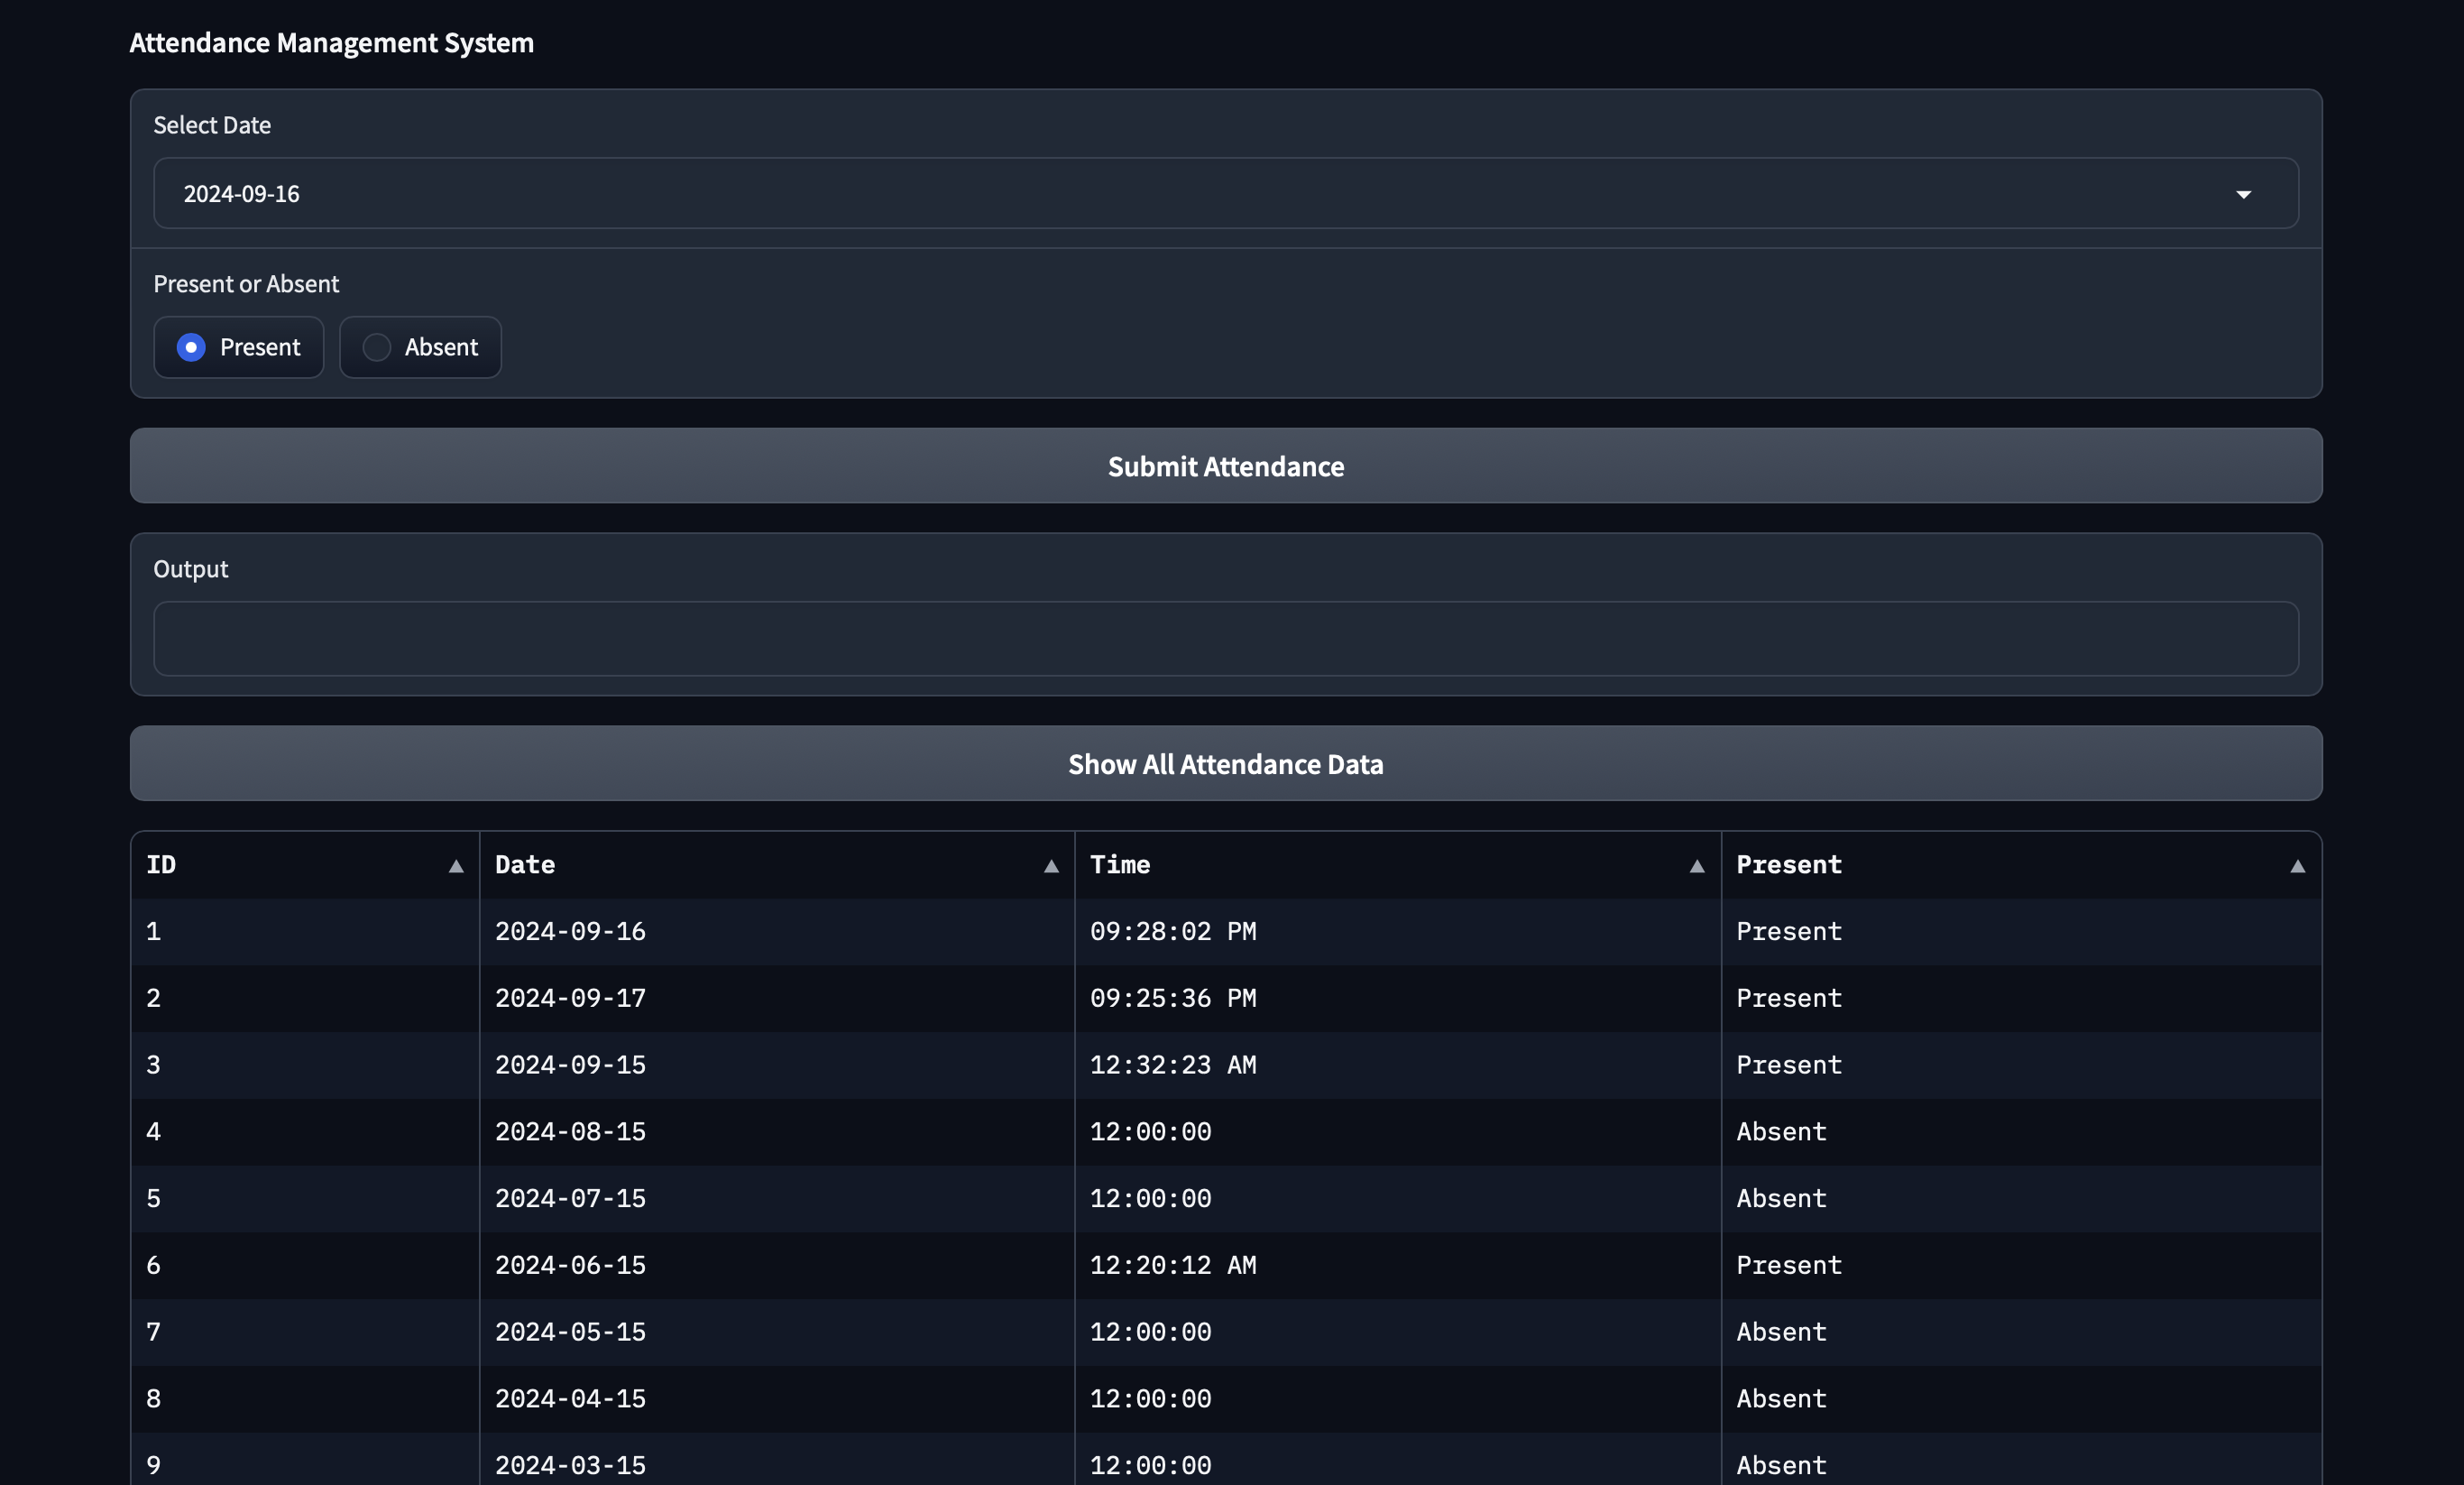 Attendance Management System
Select Date
2024-09-16
Present or Absent
Present Absent
Submit Attendance
Output
Show All Attendance Data
ID Date Time Present
1 2024-09-16 09:28:02 PM Present
2 2024-09-17 09:25:36 PM Present
3 2024-09-15 12:32:23 AM Present
4 2024-08-15 12:00:00 Absent
5 2024-07-15 12:00:00 Absent
6 2024-06-15 12:20:12 AM Present
7 2024-05-15 12:00:00 Absent
8 2024-04-15 12:00:00 Absent
9 2024-03-15 12:00:00 Absent